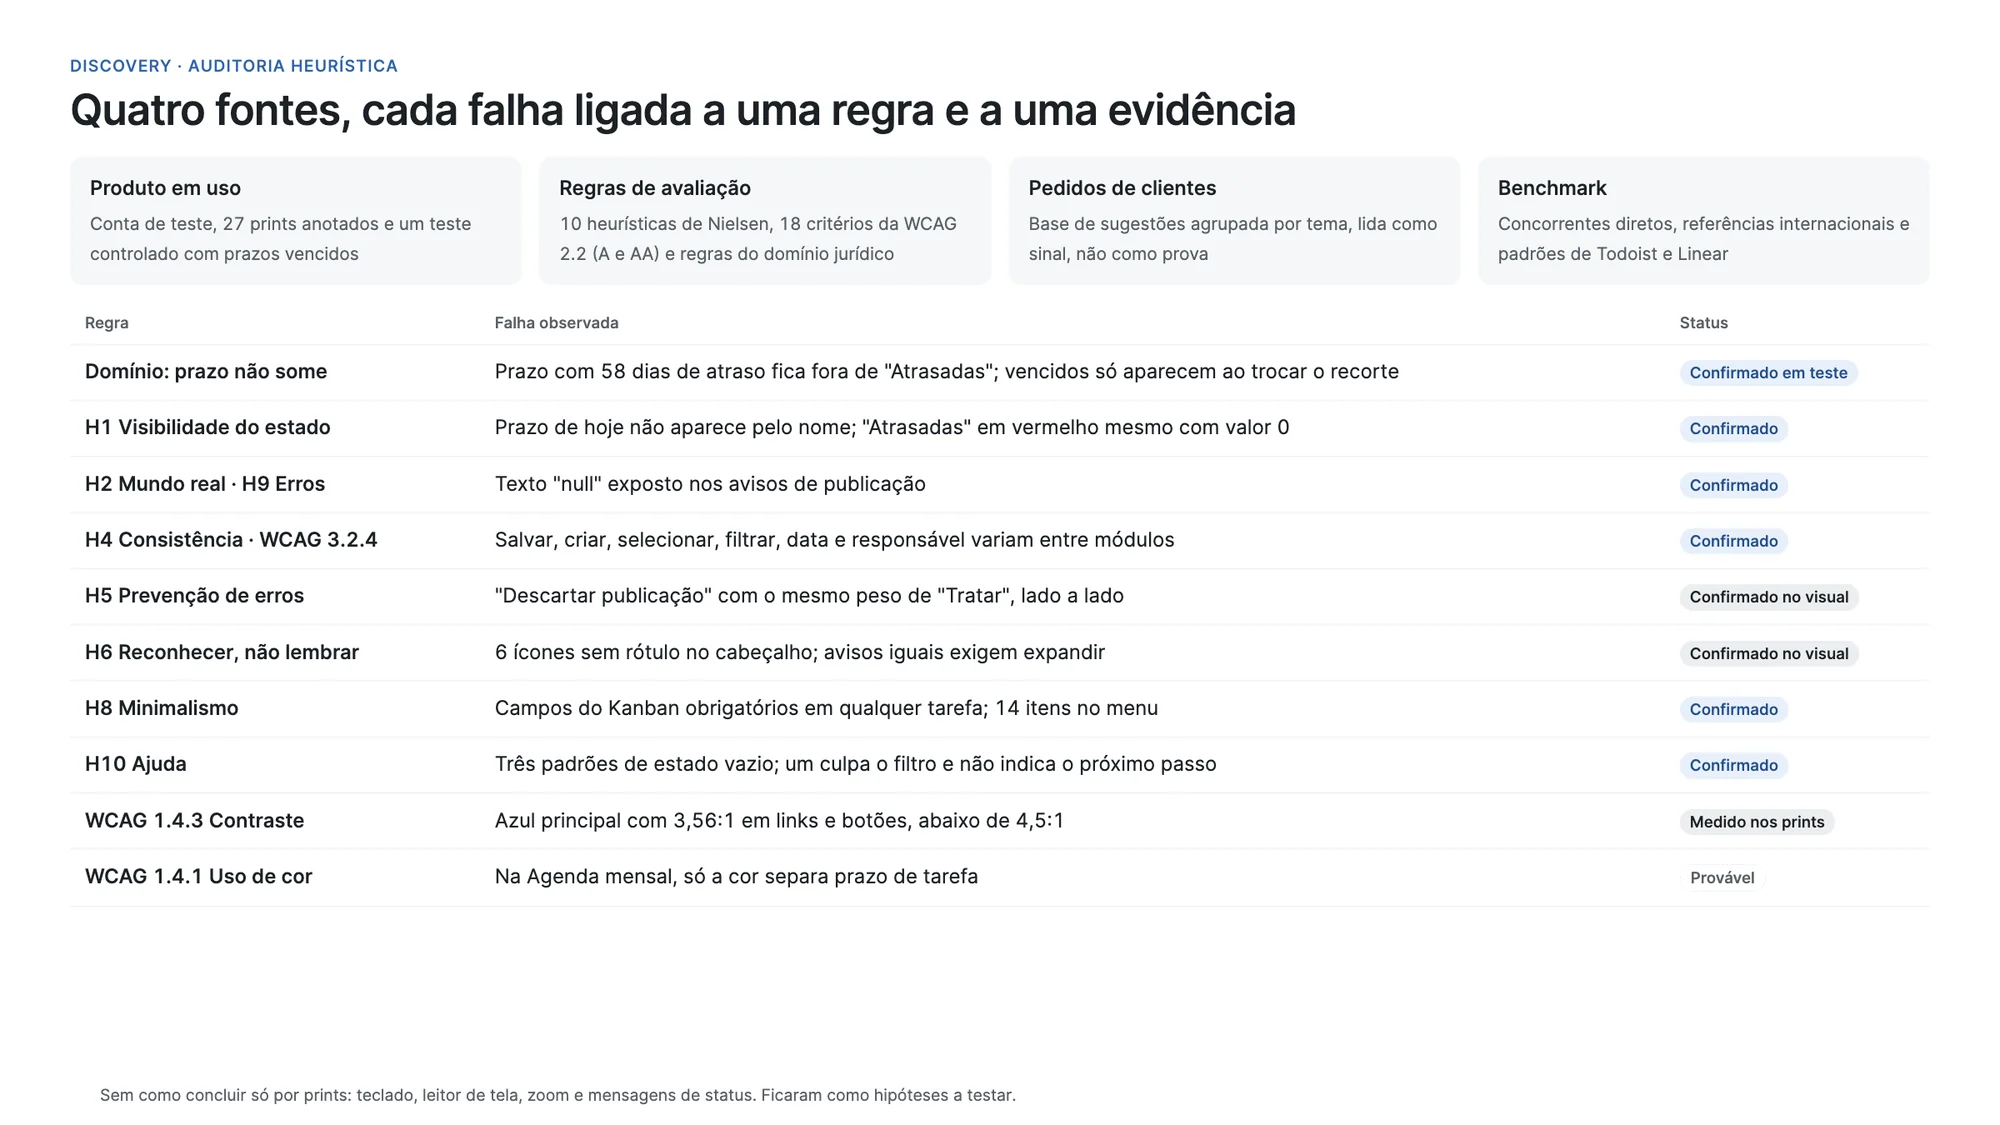 DISCOVERY · AUDITORIA HEURÍSTICA
Quatro fontes, cada falha ligada a uma regra e a uma evidência
Produto em uso
Conta de teste, 27 prints anotados e um teste
controlado com prazos vencidos
Regras de avaliação
10 heurísticas de Nielsen, 18 critérios da WCAG
2.2 (A e AA) e regras do domínio jurídico
Pedidos de clientes
Base de sugestões agrupada por tema, lida como
sinal, não como prova
Benchmark
Concorrentes diretos, referências internacionais e
padrões de Todoist e Linear
Regra Falha observada Status
Domínio: prazo não some Prazo com 58 dias de atraso fica fora de "Atrasadas"; vencidos só aparecem ao trocar o recorte Confirmado em teste
H1 Visibilidade do estado Prazo de hoje não aparece pelo nome; "Atrasadas" em vermelho mesmo com valor 0 Confirmado
H2 Mundo real · H9 Erros Texto "null" exposto nos avisos de publicação Confirmado
H4 Consistência · WCAG 3.2.4 Salvar, criar, selecionar, filtrar, data e responsável variam entre módulos Confirmado
H5 Prevenção de erros "Descartar publicação" com o mesmo peso de "Tratar", lado a lado Confirmado no visual
H6 Reconhecer, não lembrar 6 ícones sem rótulo no cabeçalho; avisos iguais exigem expandir Confirmado no visual
H8 Minimalismo Campos do Kanban obrigatórios em qualquer tarefa; 14 itens no menu Confirmado
H10 Ajuda Três padrões de estado vazio; um culpa o filtro e não indica o próximo passo Confirmado
WCAG 1.4.3 Contraste Azul principal com 3,56:1 em links e botões, abaixo de 4,5:1 Medido nos prints
WCAG 1.4.1 Uso de cor Na Agenda mensal, só a cor separa prazo de tarefa Provável
Sem como concluir só por prints: teclado, leitor de tela, zoom e mensagens de status. Ficaram como hipóteses a testar.